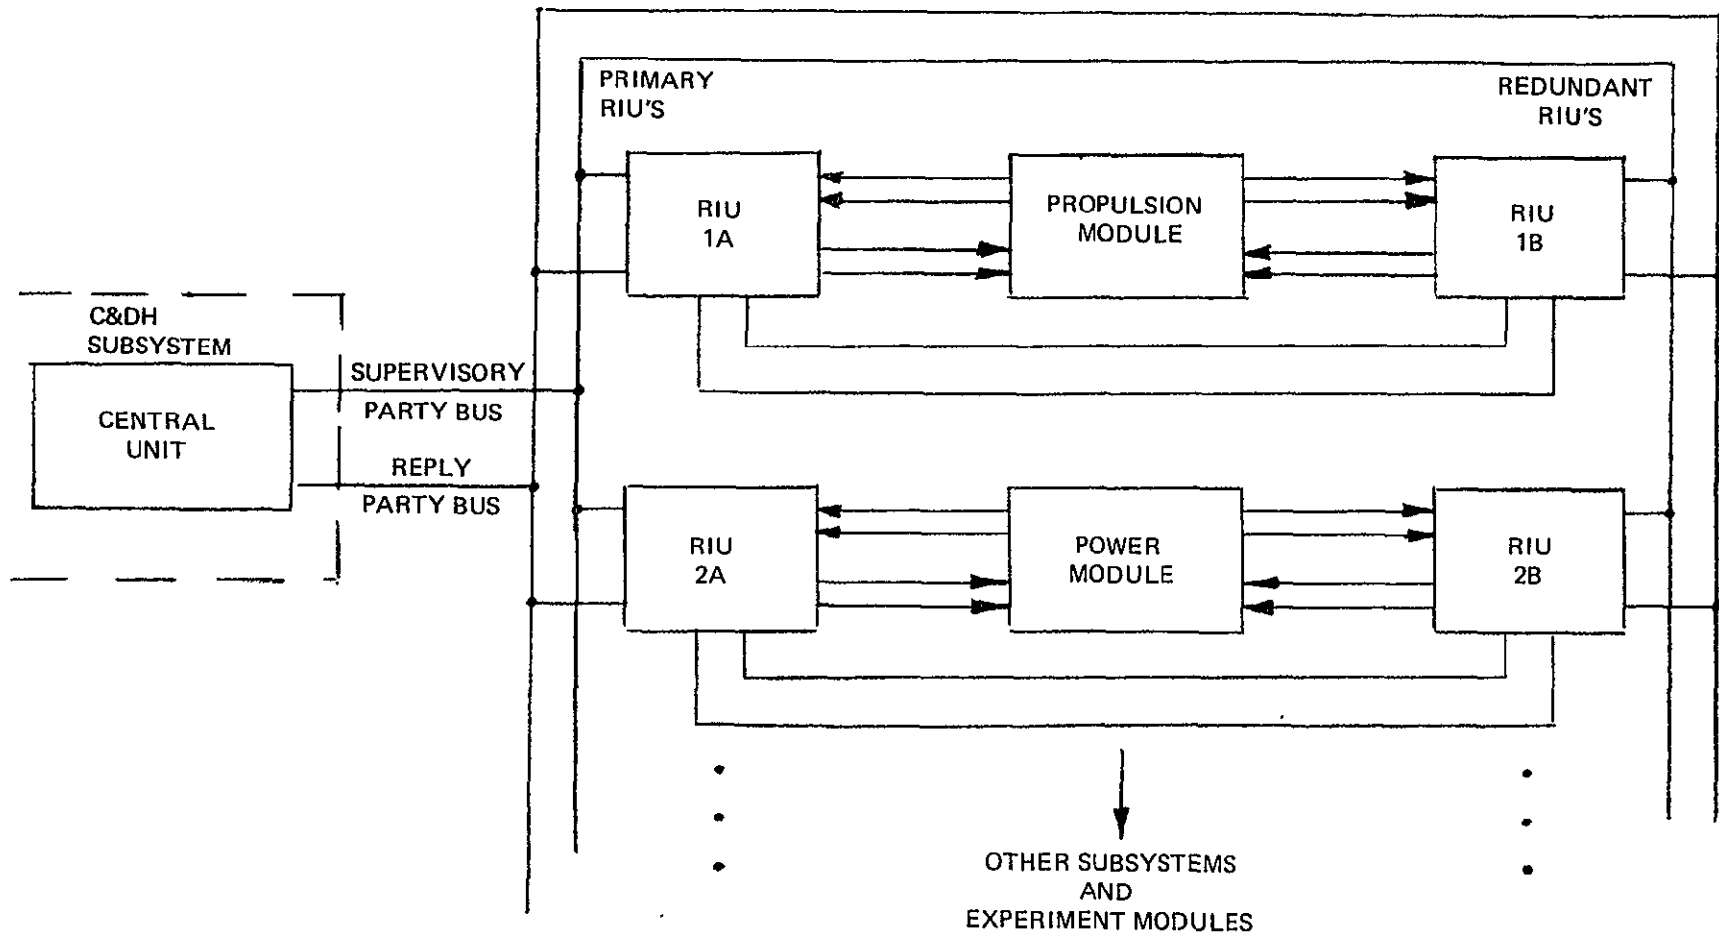 PRIMARY
RIU'S
REDUNDANT
RIU'S
RIU
1A
PROPULSION
MODULE
RIU
1B
C&DH
SUBSYSTEM
CENTRAL
UNIT
SUPERVISORY
PARTY BUS
REPLY
PARTY BUS
RIU
2A
POWER
MODULE
RIU
2B
OTHER SUBSYSTEMS
AND
EXPERIMENT MODULES